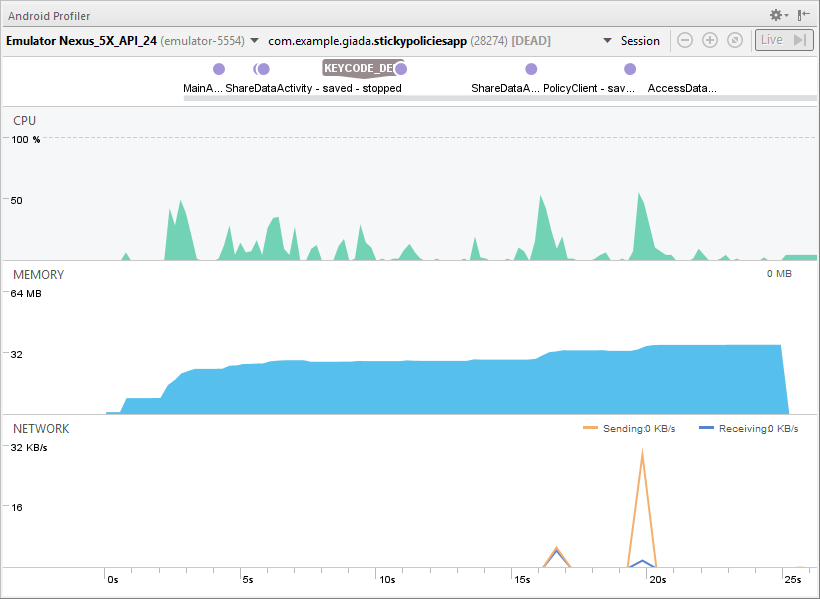 Android Profiler
Emulator Nexus_5X_API_24 (emulator-5554) com.example.giada.stickypoliciesapp (28274) [DEAD] Session Live
KEYCODE_DE
MainA... ShareDataActivity - saved - stopped ShareDataA... PolicyClient - sav... AccessData...
CPU
100 %
50
MEMORY 0 MB
64 MB
32
NETWORK Sending:0 KB/s Receiving:0 KB/s
32 KB/s
16
0s 5s 10s 15s 20s 25s